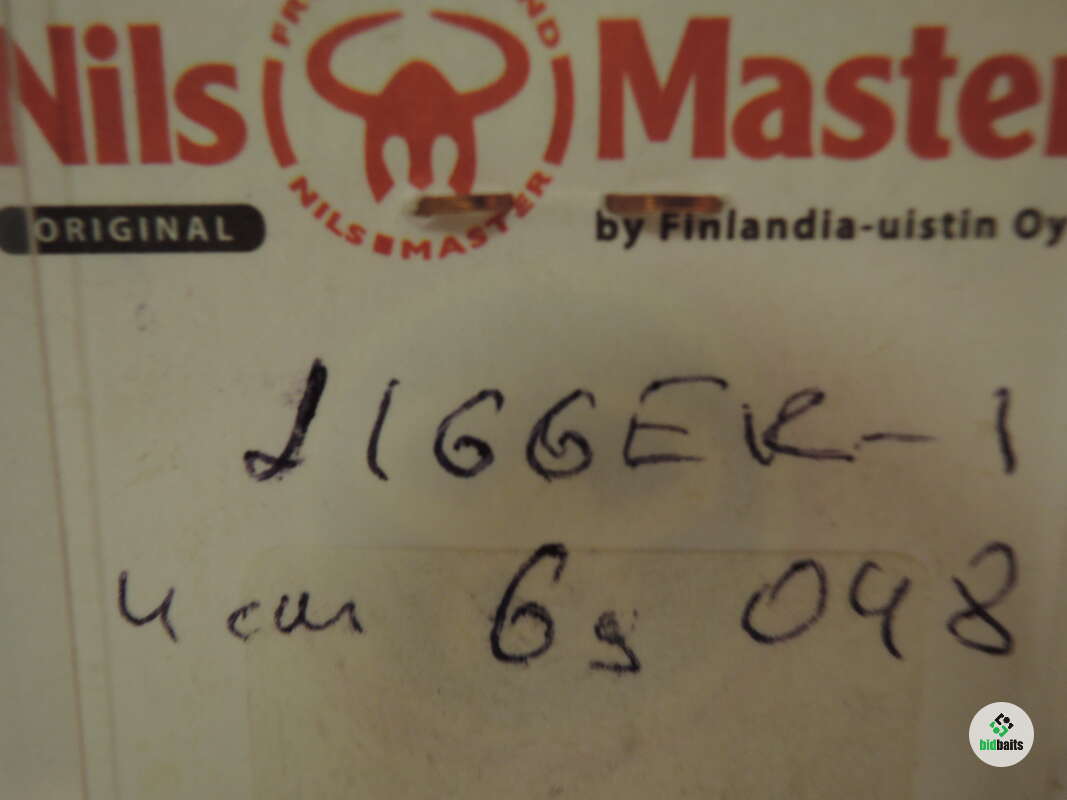 Nils Master
NILS MASTER
ORIGINAL
by Finlandia-uistin Oy
JIGGER-1
4 cm 6g 048
bidbaits